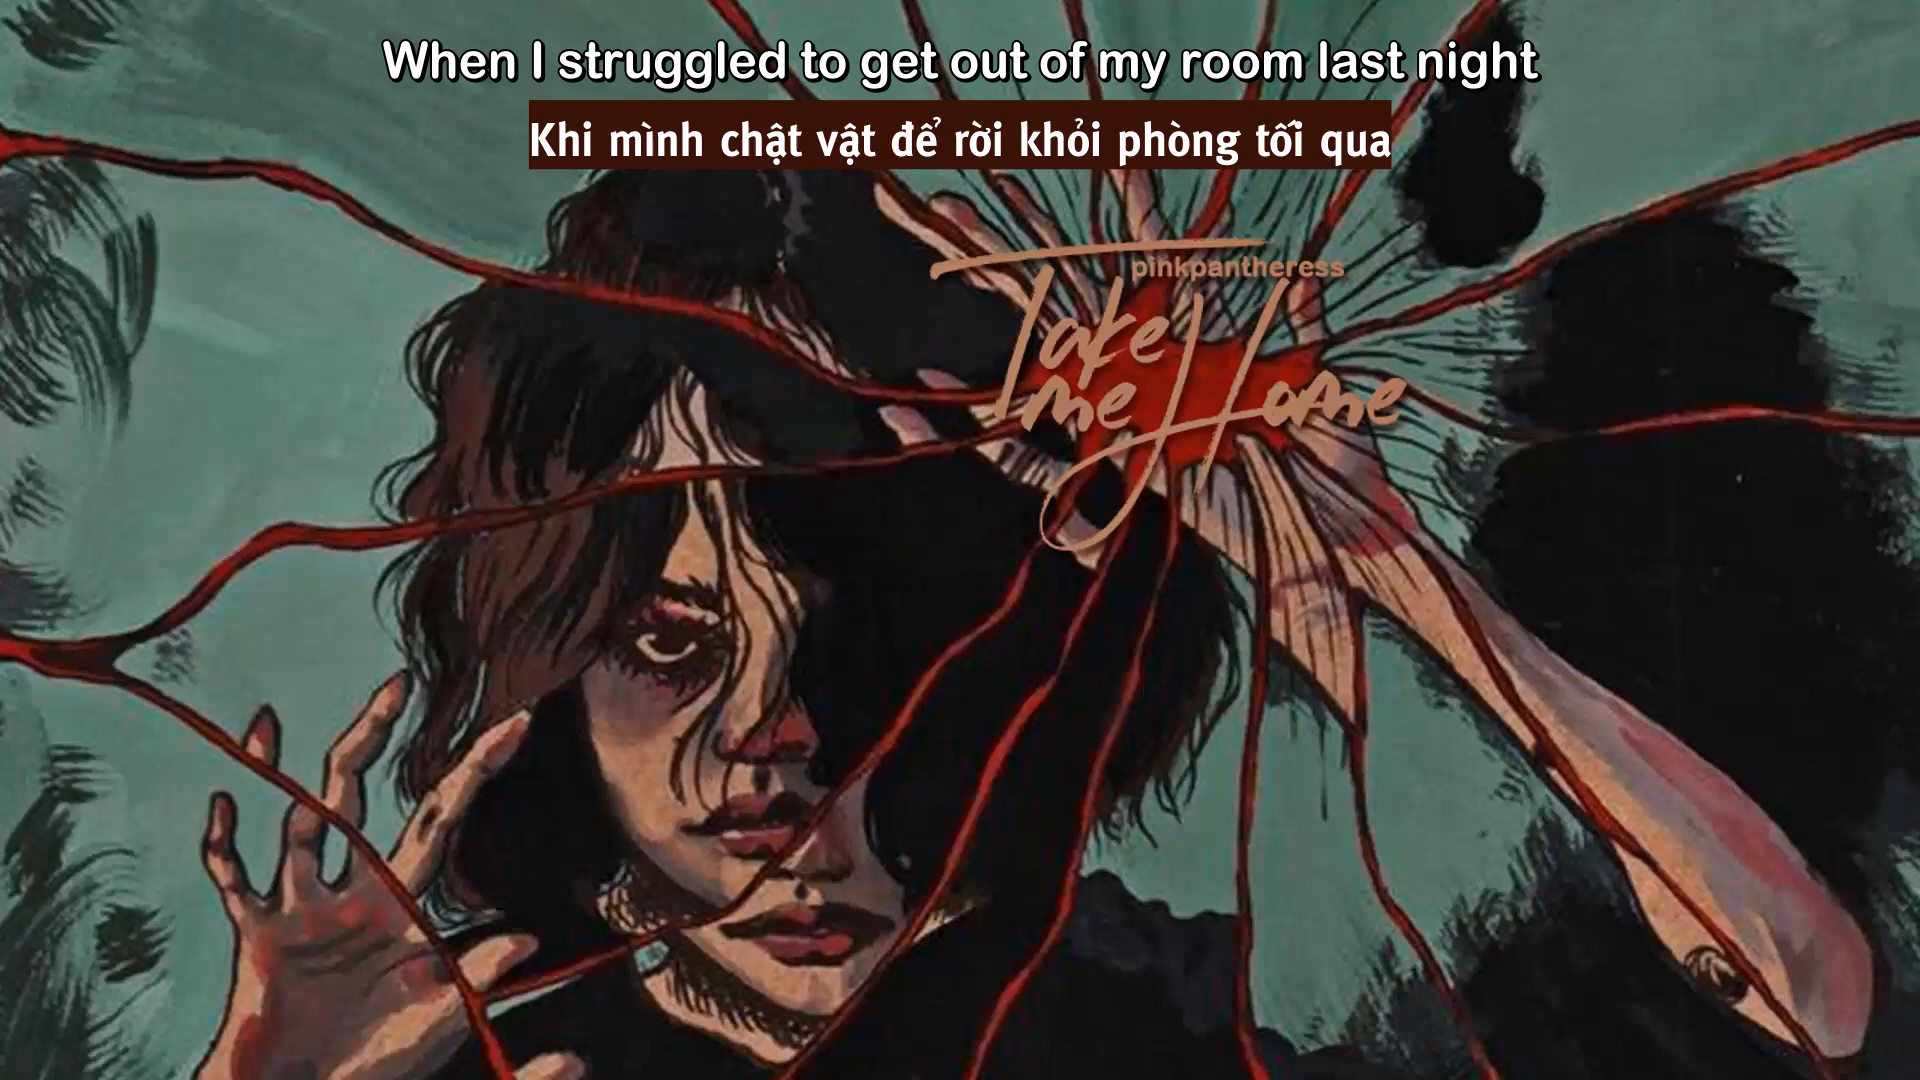 When I struggled to get out of my room last night
Khi mình chật vật để rời khỏi phòng tối qua
pinkpantheress
Take
me Home